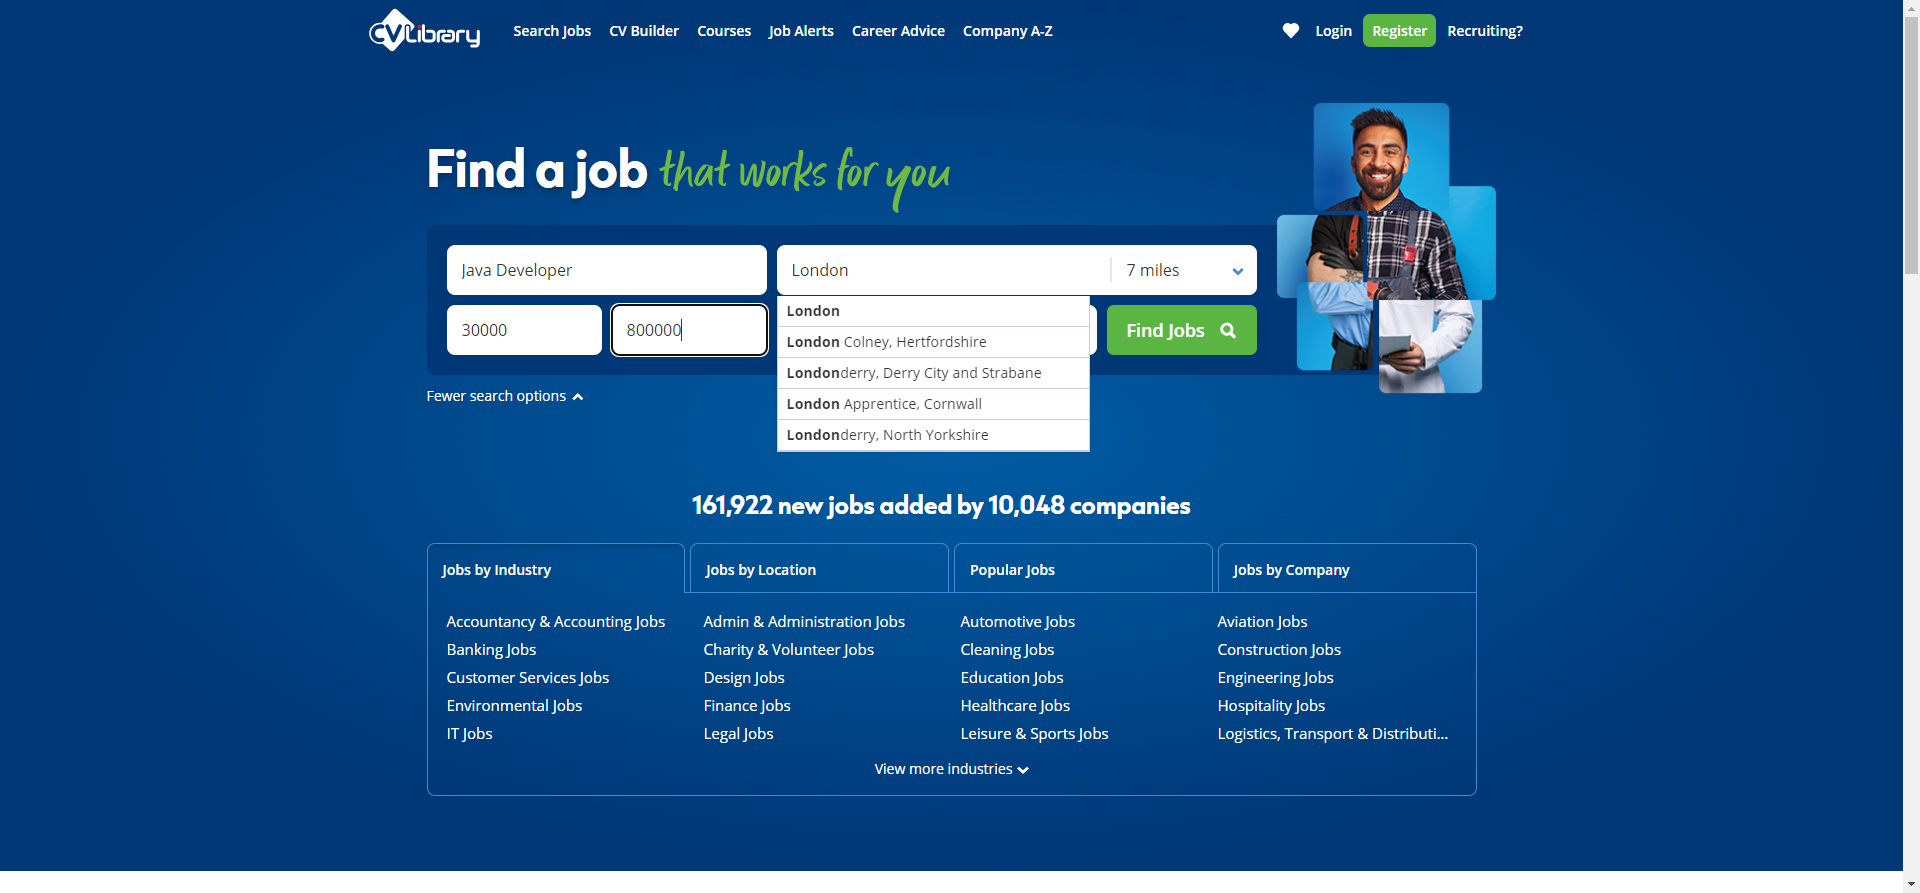 CVLibrary
Search Jobs CV Builder Courses Job Alerts Career Advice Company A-Z
Login Register Recruiting?
Find a job that works for you
Java Developer
London
7 miles
30000
800000
Find Jobs
London
London Colney, Hertfordshire
Londonderry, Derry City and Strabane
London Apprentice, Cornwall
Londonderry, North Yorkshire
Fewer search options
161,922 new jobs added by 10,048 companies
Jobs by Industry Jobs by Location Popular Jobs Jobs by Company
Accountancy & Accounting Jobs Admin & Administration Jobs Automotive Jobs Aviation Jobs
Banking Jobs Charity & Volunteer Jobs Cleaning Jobs Construction Jobs
Customer Services Jobs Design Jobs Education Jobs Engineering Jobs
Environmental Jobs Finance Jobs Healthcare Jobs Hospitality Jobs
IT Jobs Legal Jobs Leisure & Sports Jobs Logistics, Transport & Distributi...
View more industries